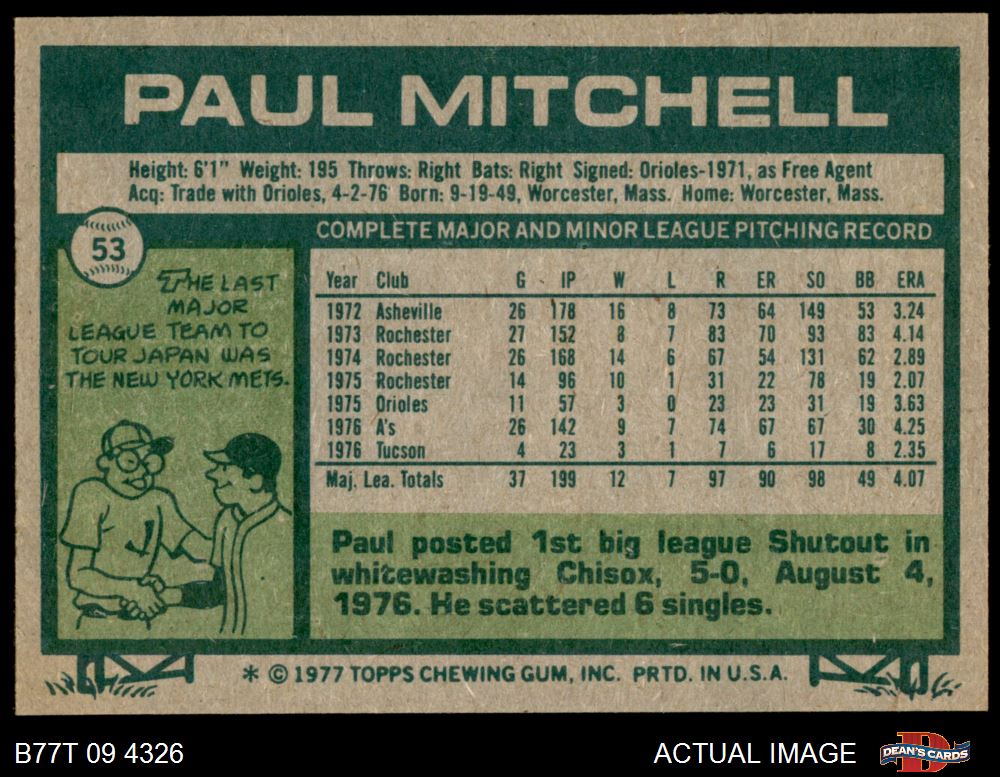 PAUL MITCHELL
Height: 6'1" Weight: 195 Throws: Right Bats: Right Signed: Orioles-1971, as Free Agent
Acq: Trade with Orioles, 4-2-76 Born: 9-19-49, Worcester, Mass. Home: Worcester, Mass.
53
THE LAST
MAJOR
LEAGUE TEAM TO
TOUR JAPAN WAS
THE NEW YORK METS.
J
COMPLETE MAJOR AND MINOR LEAGUE PITCHING RECORD
Year Club G IP W L R ER SO BB ERA
1972 Asheville 26 178 16 8 73 64 149 53 3.24
1973 Rochester 27 152 8 7 83 70 93 83 4.14
1974 Rochester 26 168 14 6 67 54 131 62 2.89
1975 Rochester 14 96 10 1 31 22 78 19 2.07
1975 Orioles 11 57 3 0 23 23 31 19 3.63
1976 A's 26 142 9 7 74 67 67 30 4.25
1976 Tucson 4 23 3 1 7 6 17 8 2.35
Maj. Lea. Totals 37 199 12 7 97 90 98 49 4.07
Paul posted 1st big league Shutout in
whitewashing Chisox, 5-0, August 4,
1976. He scattered 6 singles.
* © 1977 TOPPS CHEWING GUM, INC. PRTD. IN U.S.A.
B77T 09 4326
ACTUAL IMAGE
D
DEAN'S CARDS